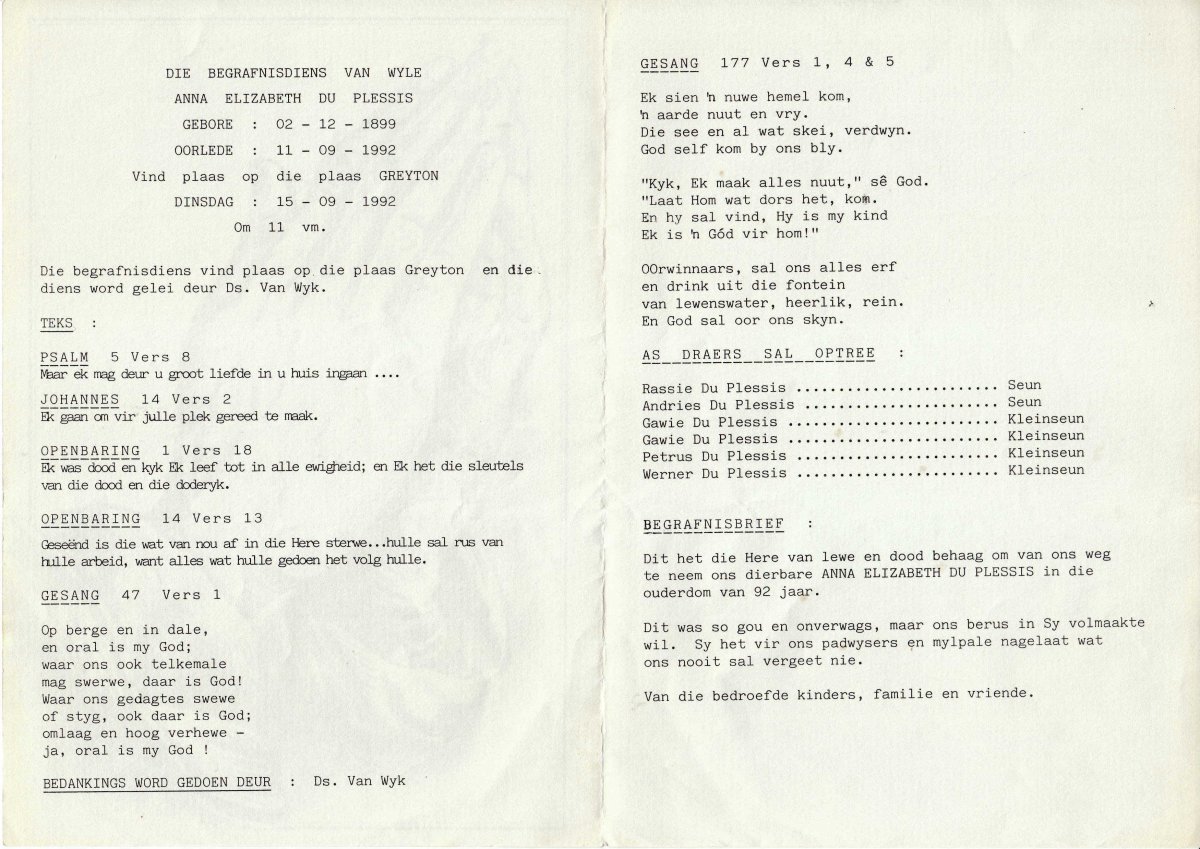 DIE BEGRAFNISDIENS VAN WYLE
ANNA ELIZABETH DU PLESSIS
GEBORE : 02 - 12 - 1899
OORLEDE : 11 - 09 - 1992
Vind plaas op die plaas GREYTON
DINSDAG : 15 - 09 - 1992
Om 11 vm.
Die begrafnisdiens vind plaas op die plaas Greyton en die
diens word gelei deur Ds. Van Wyk.
TEKS :
PSALM 5 Vers 8
Maar ek mag deur u groot liefde in u huis ingaan ....
JOHANNES 14 Vers 2
Ek gaan om vir julle plek gereed te maak.
OPENBARING 1 Vers 18
Ek was dood en kyk Ek leef tot in alle ewigheid; en Ek het die sleutels
van die dood en die doderyk.
OPENBARING 14 Vers 13
Geseënd is die wat van nou af in die Here sterwe...hulle sal rus van
hulle arbeid, want alles wat hulle gedoen het volg hulle.
GESANG 47 Vers 1
Op berge en in dale,
en oral is my God;
waar ons ook telkemale
mag swerwe, daar is God!
Waar ons gedagtes swewe
of styg, ook daar is God;
omlaag en hoog verhewe -
ja, oral is my God !
BEDANKINGS WORD GEDOEN DEUR : Ds. Van Wyk
GESANG 177 Vers 1, 4 & 5
Ek sien 'n nuwe hemel kom,
'n aarde nuut en vry.
Die see en al wat skei, verdwyn.
God self kom by ons bly.
"Kyk, Ek maak alles nuut," sê God.
"Laat Hom wat dors het, kom.
En hy sal vind, Hy is my kind
Ek is 'n Gód vir hom!"
OOrwinnaars, sal ons alles erf
en drink uit die fontein
van lewenswater, heerlik, rein.
En God sal oor ons skyn.
AS DRAERS SAL OPTREE :
Rassie Du Plessis ........................ Seun
Andries Du Plessis ....................... Seun
Gawie Du Plessis ......................... Kleinseun
Gawie Du Plessis ......................... Kleinseun
Petrus Du Plessis ........................ Kleinseun
Werner Du Plessis ........................ Kleinseun
BEGRAFNISBRIEF :
Dit het die Here van lewe en dood behaag om van ons weg
te neem ons dierbare ANNA ELIZABETH DU PLESSIS in die
ouderdom van 92 jaar.
Dit was so gou en onverwags, maar ons berus in Sy volmaakte
wil. Sy het vir ons padwysers en mylpale nagelaat wat
ons nooit sal vergeet nie.
Van die bedroefde kinders, familie en vriende.